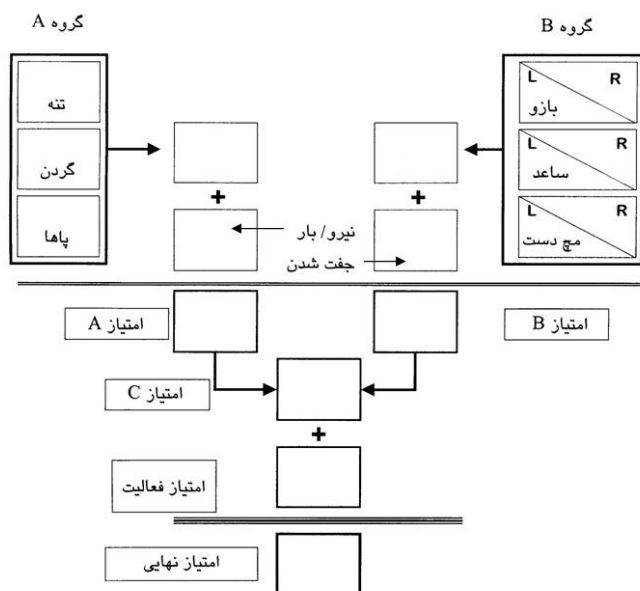 گروه A
گروه B
تنه
گردن
پاها
L R
بازو
L R
ساعد
L R
مچ دست
+
+
نیرو/ بار
جفت شدن
امتیاز A
امتیاز B
امتیاز C
+
امتیاز فعالیت
امتیاز نهایی